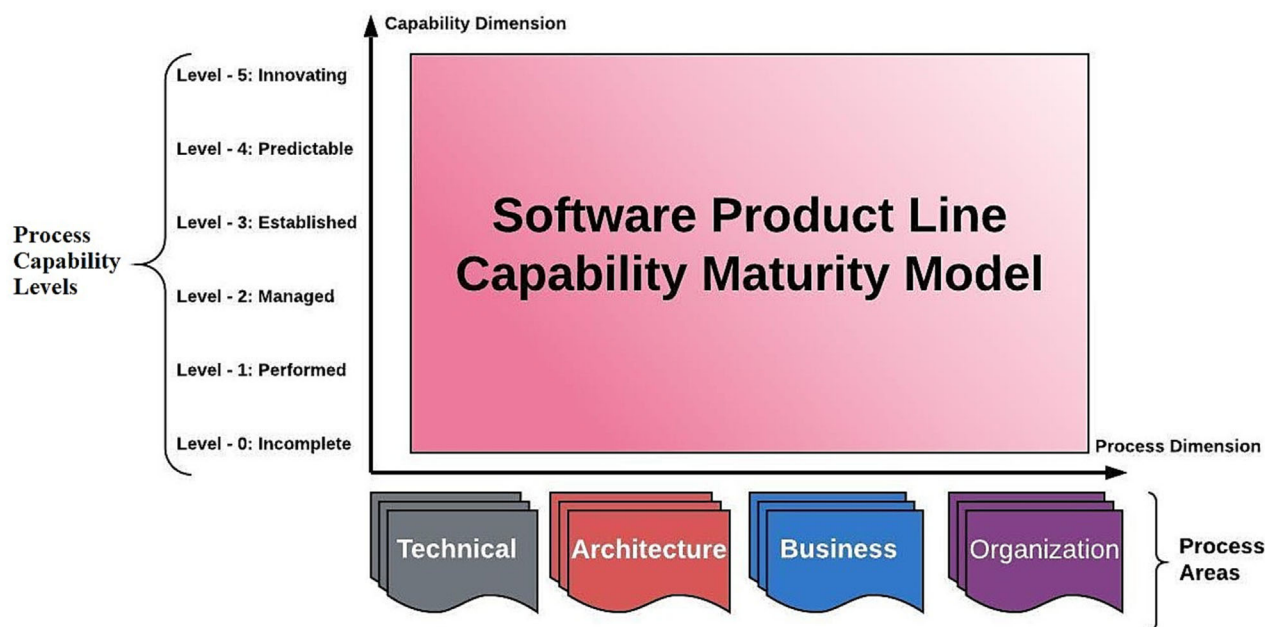 Capability Dimension
Level - 5: Innovating
Level - 4: Predictable
Level - 3: Established
Level - 2: Managed
Level - 1: Performed
Level - 0: Incomplete
Process
Capability
Levels
Software Product Line
Capability Maturity Model
Process Dimension
Technical
Architecture
Business
Organization
Process
Areas